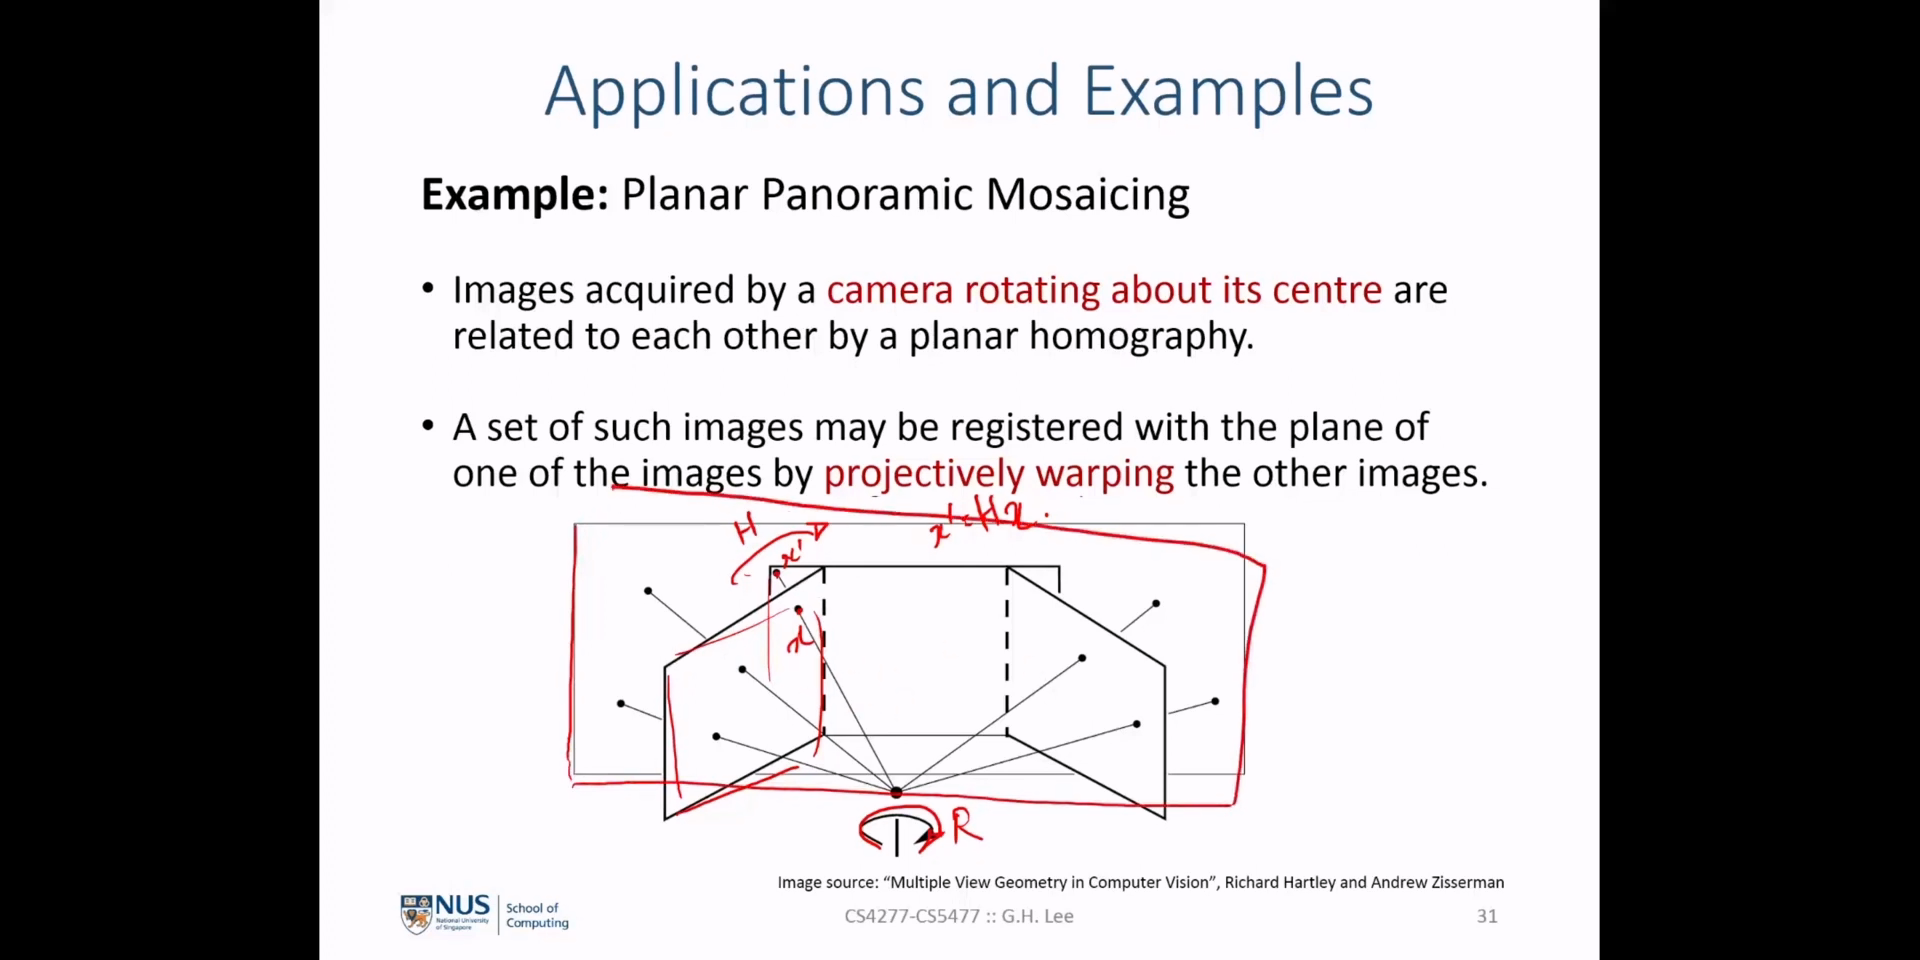 Applications and Examples
Example: Planar Panoramic Mosaicing
• Images acquired by a camera rotating about its centre are
related to each other by a planar homography.
• A set of such images may be registered with the plane of
one of the images by projectively warping the other images.
H
x' = Hx.
x'
x
R
Image source: “Multiple View Geometry in Computer Vision”, Richard Hartley and Andrew Zisserman
NUS
National University
of Singapore
School of
Computing
CS4277-CS5477 :: G.H. Lee
31